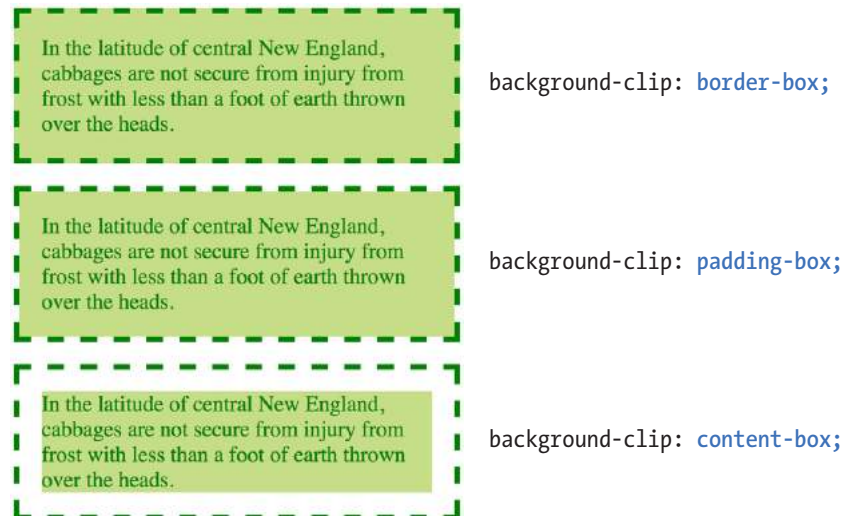 In the latitude of central New England,
cabbages are not secure from injury from
frost with less than a foot of earth thrown
over the heads.
background-clip: border-box;
In the latitude of central New England,
cabbages are not secure from injury from
frost with less than a foot of earth thrown
over the heads.
background-clip: padding-box;
In the latitude of central New England,
cabbages are not secure from injury from
frost with less than a foot of earth thrown
over the heads.
background-clip: content-box;